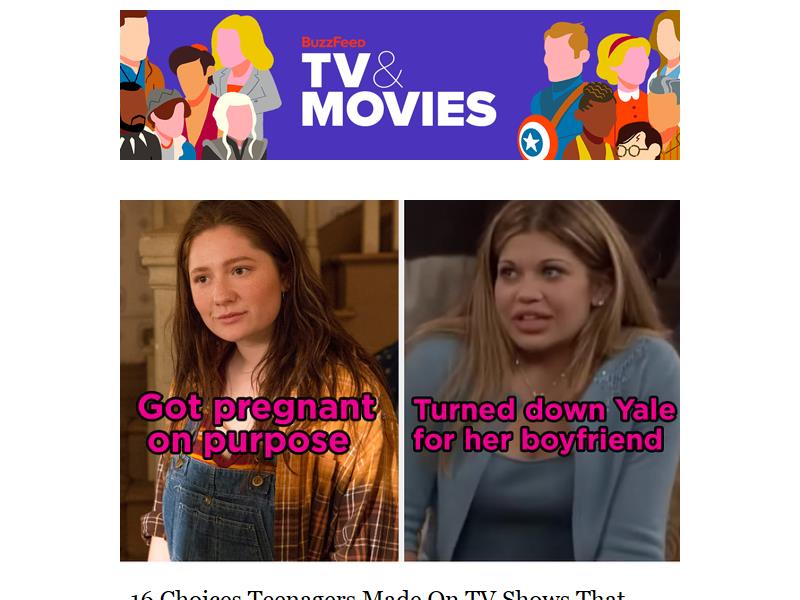 BuzzFeed
TV&
MOVIES
Got pregnant
on purpose
Turned down Yale
for her boyfriend
16 Choices Teenagers Made On TV Shows That